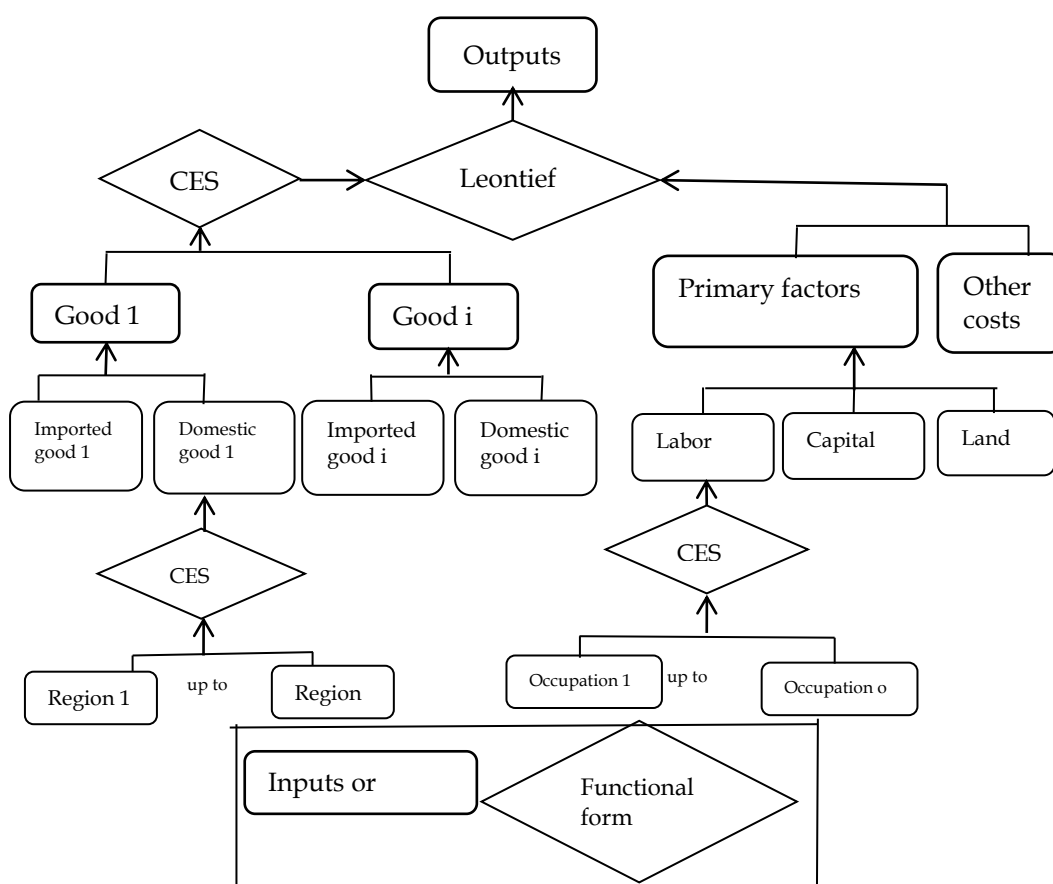 Outputs
CES
Leontief
Good 1
Good i
Primary factors
Other
costs
Imported
good 1
Domestic
good 1
Imported
good i
Domestic
good i
Labor
Capital
Land
CES
CES
Region 1
up to
Region
Occupation 1
up to
Occupation o
Inputs or
Functional
form